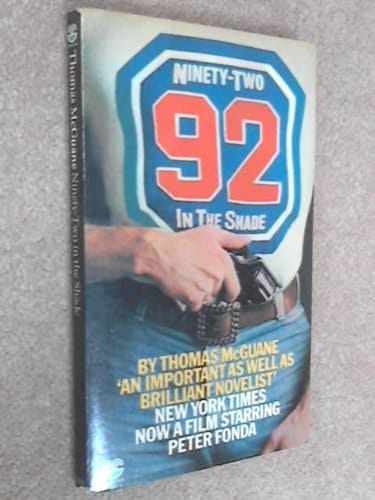 Thomas McGuane Ninety-Two in the Shade
NINETY-TWO
92
IN THE SHADE
BY THOMAS McGUANE
'AN IMPORTANT AS WELL AS
BRILLIANT NOVELIST'
NEW YORK TIMES
NOW A FILM STARRING
PETER FONDA